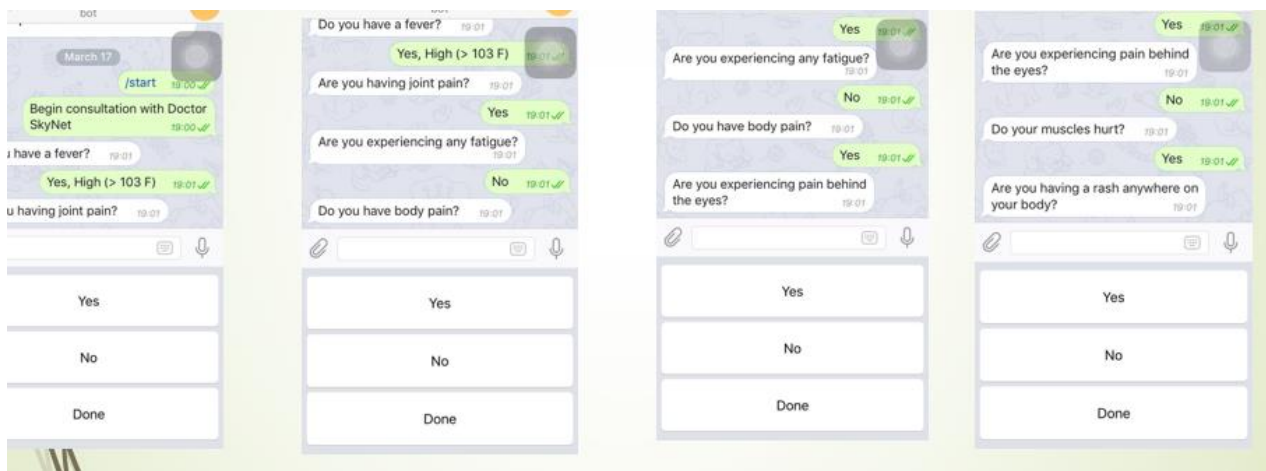 bot
March 17
/start 19:00
Begin consultation with Doctor
SkyNet 19:00
have a fever? 19:01
Yes, High (> 103 F) 19:01
u having joint pain? 19:01
Yes
No
Done
Do you have a fever? 19:01
Yes, High (> 103 F) 19:01
Are you having joint pain? 19:01
Yes 19:01
Are you experiencing any fatigue?
19:01
No 19:01
Do you have body pain? 19:01
Yes
No
Done
Yes 19:01
Are you experiencing any fatigue?
19:01
No 19:01
Do you have body pain? 19:01
Yes 19:01
Are you experiencing pain behind
the eyes? 19:01
Yes
No
Done
Yes 19:01
Are you experiencing pain behind
the eyes? 19:01
No 19:01
Do your muscles hurt? 19:01
Yes 19:01
Are you having a rash anywhere on
your body? 19:01
Yes
No
Done